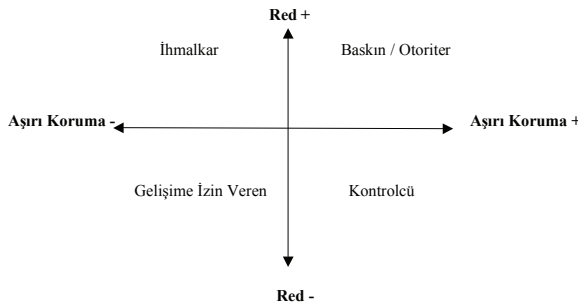 Red +
İhmalkar Baskın / Otoriter
Aşırı Koruma - Aşırı Koruma +
Gelişime İzin Veren Kontrolcü
Red -